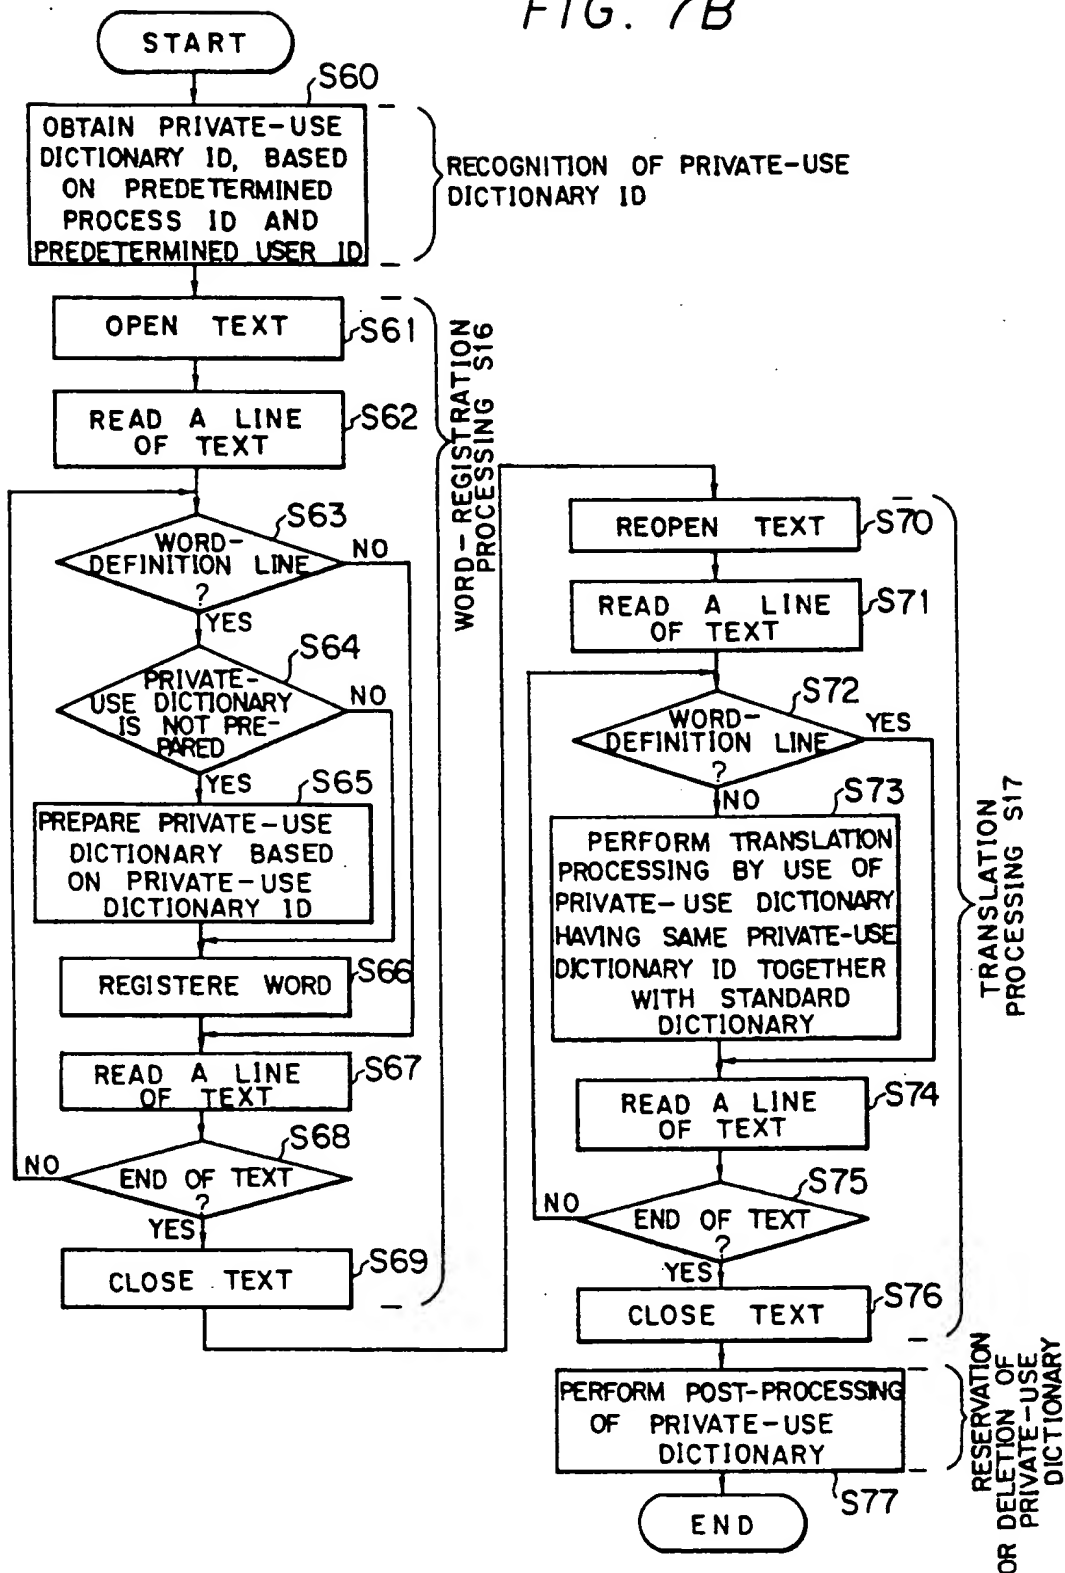 FIG. 7B
START
S60
OBTAIN PRIVATE-USE
DICTIONARY ID, BASED
ON PREDETERMINED
PROCESS ID AND
PREDETERMINED USER ID
RECOGNITION OF PRIVATE-USE
DICTIONARY ID
OPEN TEXT
S61
READ A LINE
OF TEXT
S62
S63
WORD-
DEFINITION LINE
?
NO
YES
S64
PRIVATE-
USE DICTIONARY
IS NOT PRE-
PARED
NO
YES
S65
PREPARE PRIVATE-USE
DICTIONARY BASED
ON PRIVATE-USE
DICTIONARY ID
REGISTERE WORD
S66
READ A LINE
OF TEXT
S67
S68
END OF TEXT
?
NO
YES
CLOSE TEXT
S69
WORD-REGISTRATION
PROCESSING S16
REOPEN TEXT
S70
READ A LINE
OF TEXT
S71
S72
WORD-
DEFINITION LINE
?
YES
NO
S73
PERFORM TRANSLATION
PROCESSING BY USE OF
PRIVATE-USE DICTIONARY
HAVING SAME PRIVATE-USE
DICTIONARY ID TOGETHER
WITH STANDARD
DICTIONARY
READ A LINE
OF TEXT
S74
S75
END OF TEXT
?
NO
YES
CLOSE TEXT
S76
TRANSLATION
PROCESSING S17
PERFORM POST-PROCESSING
OF PRIVATE-USE
DICTIONARY
S77
RESERVATION
OR DELETION OF
PRIVATE-USE
DICTIONARY
END